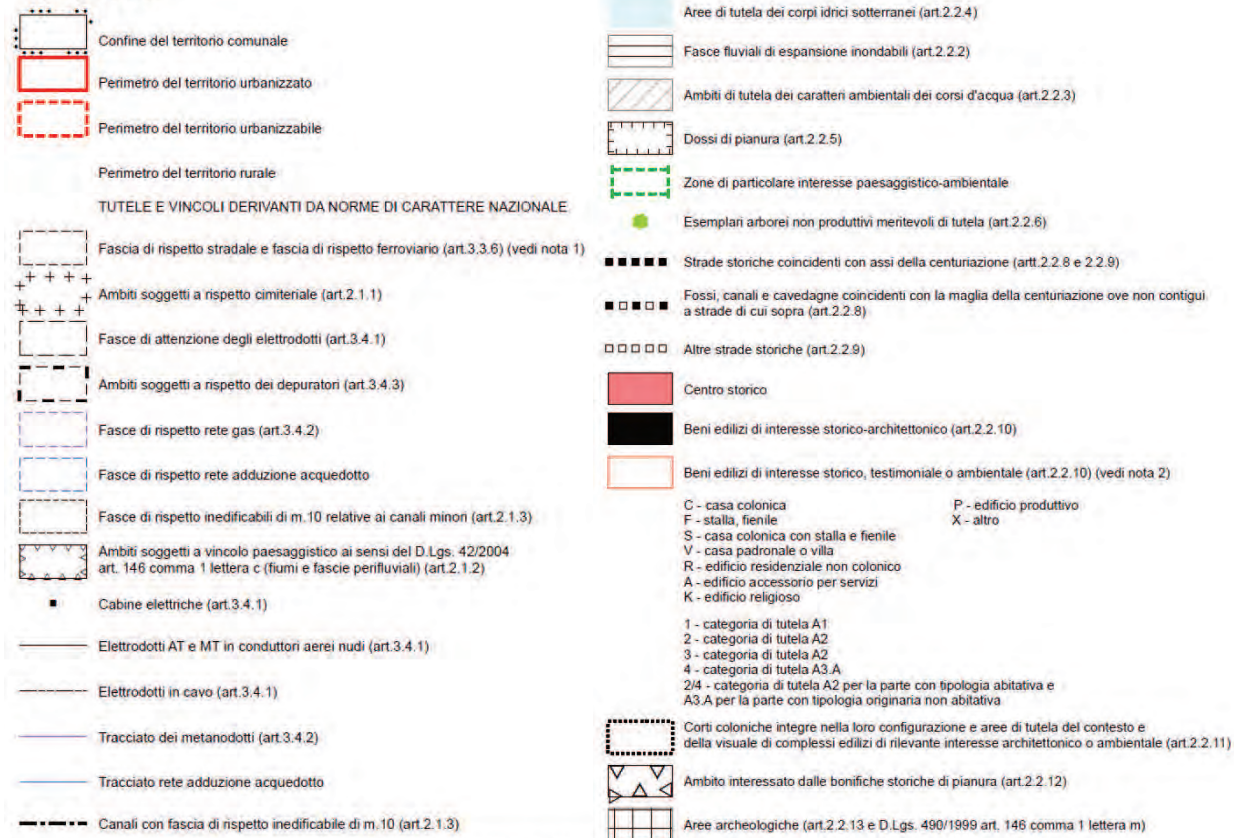 Confine del territorio comunale
Perimetro del territorio urbanizzato
Perimetro del territorio urbanizzabile
Perimetro del territorio rurale
TUTELE E VINCOLI DERIVANTI DA NORME DI CARATTERE NAZIONALE
Fascia di rispetto stradale e fascia di rispetto ferroviario (art.3.3.6) (vedi nota 1)
Ambiti soggetti a rispetto cimiteriale (art.2.1.1)
Fasce di attenzione degli elettrodotti (art.3.4.1)
Ambiti soggetti a rispetto dei depuratori (art.3.4.3)
Fasce di rispetto rete gas (art.3.4.2)
Fasce di rispetto rete adduzione acquedotto
Fasce di rispetto inedificabili di m.10 relative ai canali minori (art.2.1.3)
Ambiti soggetti a vincolo paesaggistico ai sensi del D.Lgs. 42/2004
art. 146 comma 1 lettera c (fiumi e fascie perifluviali) (art.2.1.2)
Cabine elettriche (art.3.4.1)
Elettrodotti AT e MT in conduttori aerei nudi (art.3.4.1)
Elettrodotti in cavo (art.3.4.1)
Tracciato dei metanodotti (art.3.4.2)
Tracciato rete adduzione acquedotto
Canali con fascia di rispetto inedificabile di m.10 (art.2.1.3)
Aree di tutela dei corpi idrici sotterranei (art.2.2.4)
Fasce fluviali di espansione inondabili (art.2.2.2)
Ambiti di tutela dei caratteri ambientali dei corsi d'acqua (art.2.2.3)
Dossi di pianura (art.2.2.5)
Zone di particolare interesse paesaggistico-ambientale
Esemplari arborei non produttivi meritevoli di tutela (art.2.2.6)
Strade storiche coincidenti con assi della centuriazione (artt.2.2.8 e 2.2.9)
Fossi, canali e cavedagne coincidenti con la maglia della centuriazione ove non contigui
a strade di cui sopra (art.2.2.8)
Altre strade storiche (art.2.2.9)
Centro storico
Beni edilizi di interesse storico-architettonico (art.2.2.10)
Beni edilizi di interesse storico, testimoniale o ambientale (art.2.2.10) (vedi nota 2)
C - casa colonica
F - stalla, fienile
S - casa colonica con stalla e fienile
V - casa padronale o villa
R - edificio residenziale non colonico
A - edificio accessorio per servizi
K - edificio religioso
P - edificio produttivo
X - altro
1 - categoria di tutela A1
2 - categoria di tutela A2
3 - categoria di tutela A2
4 - categoria di tutela A3.A
2/4 - categoria di tutela A2 per la parte con tipologia abitativa e
A3.A per la parte con tipologia originaria non abitativa
Corti coloniche integre nella loro configurazione e aree di tutela del contesto e
della visuale di complessi edilizi di rilevante interesse architettonico o ambientale (art.2.2.11)
Ambito interessato dalle bonifiche storiche di pianura (art.2.2.12)
Aree archeologiche (art.2.2.13 e D.Lgs. 490/1999 art. 146 comma 1 lettera m)